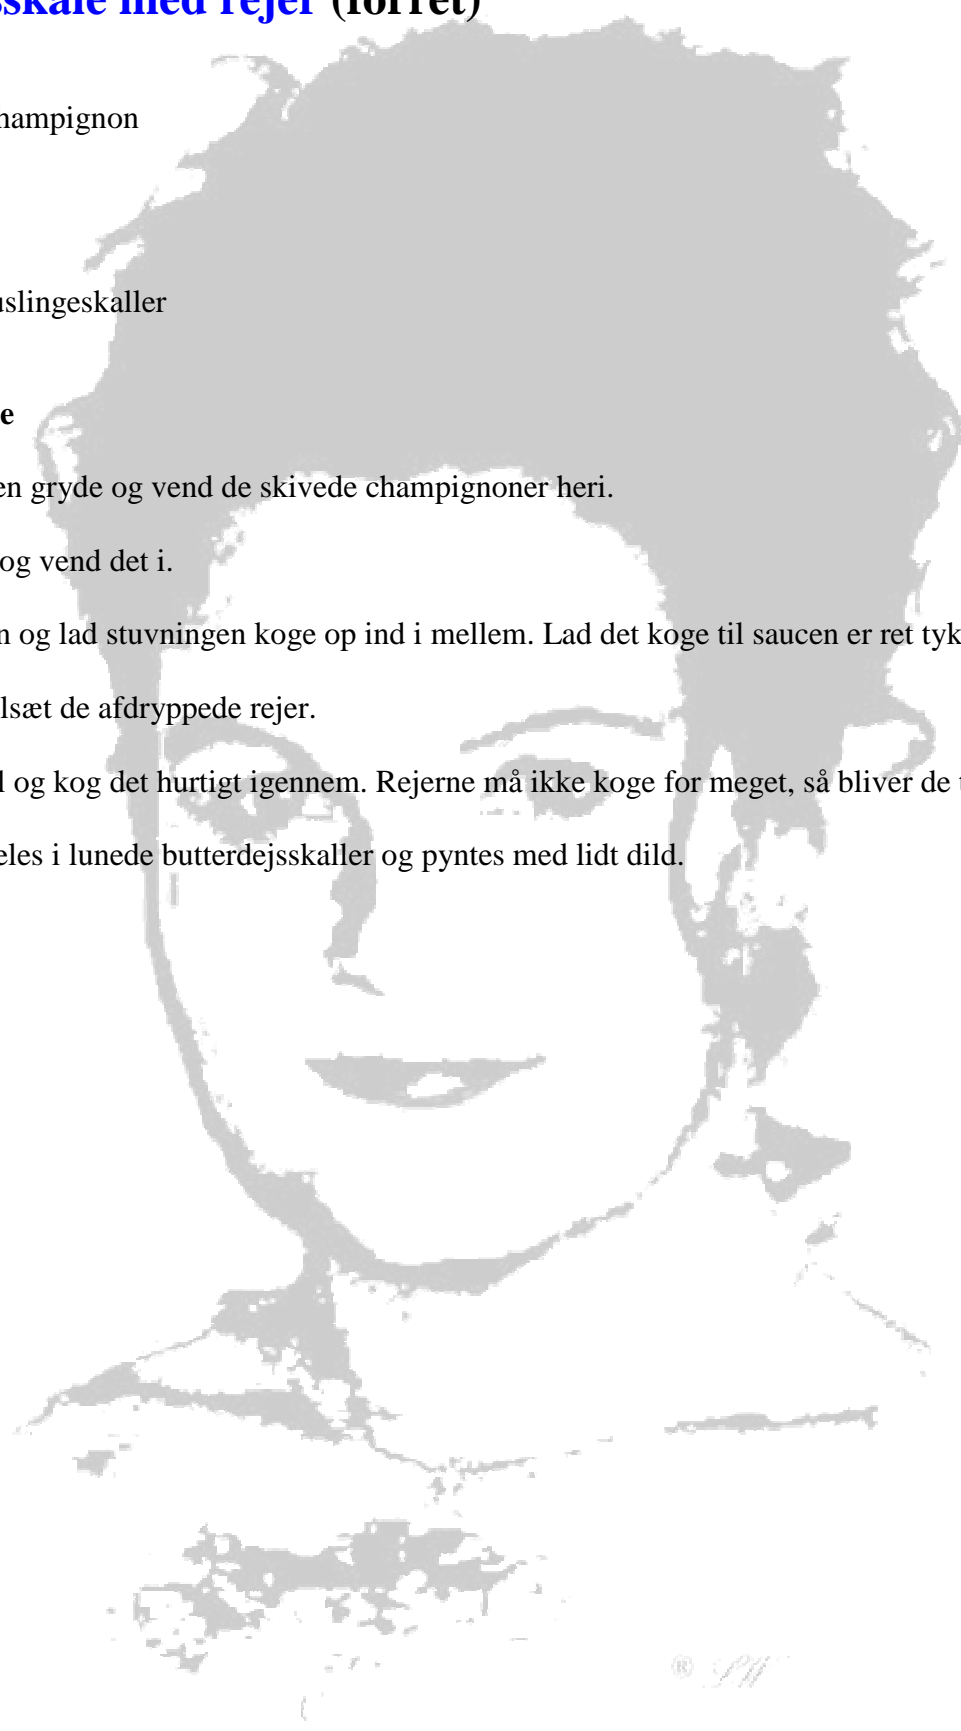 sskale med rejer (forret)
hampignon
uslingeskaller
e
en gryde og vend de skivede champignoner heri.
og vend det i.
n og lad stuvningen koge op ind i mellem. Lad det koge til saucen er ret tyk
lsæt de afdryppede rejer.
l og kog det hurtigt igennem. Rejerne må ikke koge for meget, så bliver de t
eles i lunede butterdejsskaller og pyntes med lidt dild.
®